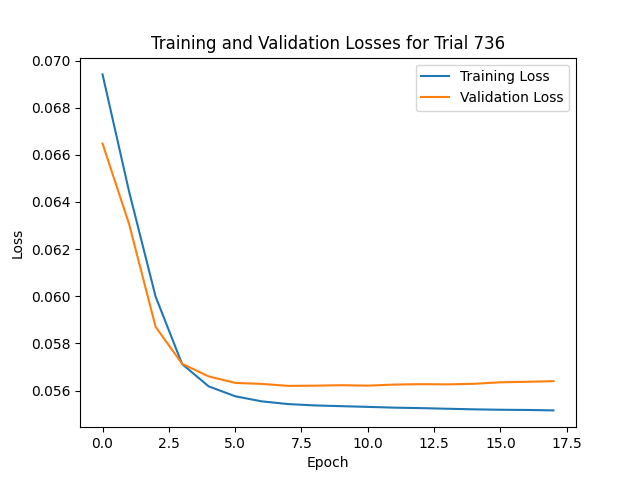 Training and Validation Losses for Trial 736
Training Loss
Validation Loss
Loss
0.070
0.068
0.066
0.064
0.062
0.060
0.058
0.056
0.0 2.5 5.0 7.5 10.0 12.5 15.0 17.5
Epoch